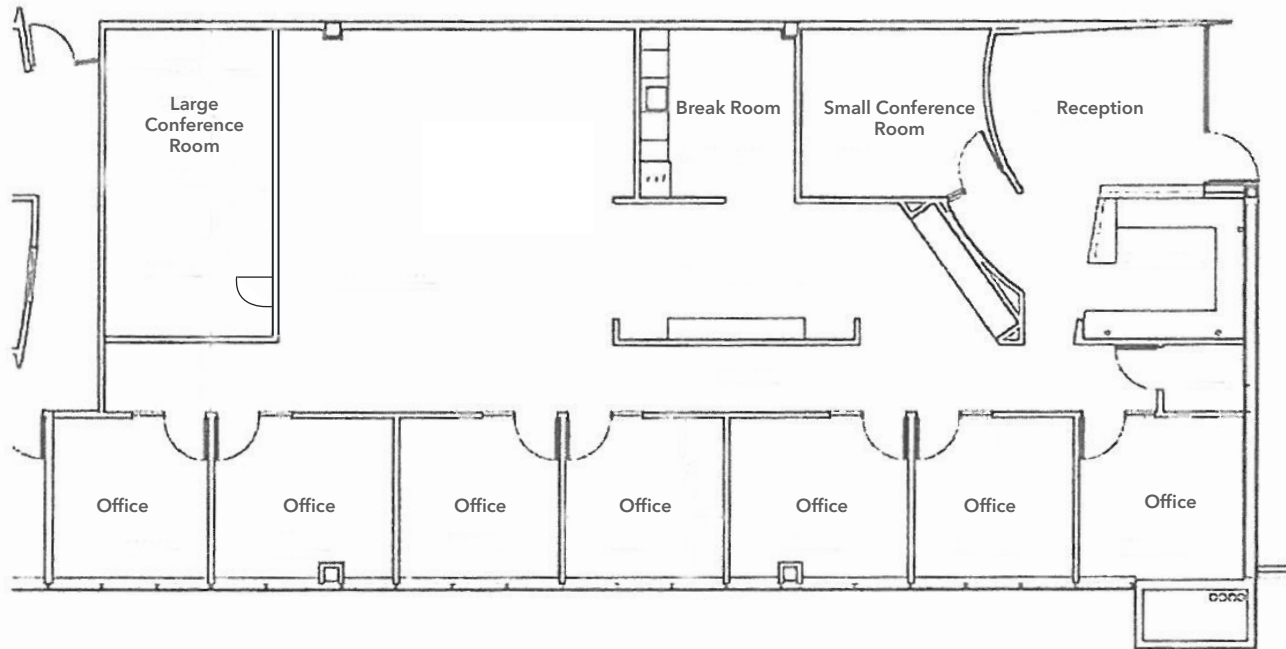 Large
Conference
Room
Break Room
Small Conference
Room
Reception
Office
Office
Office
Office
Office
Office
Office